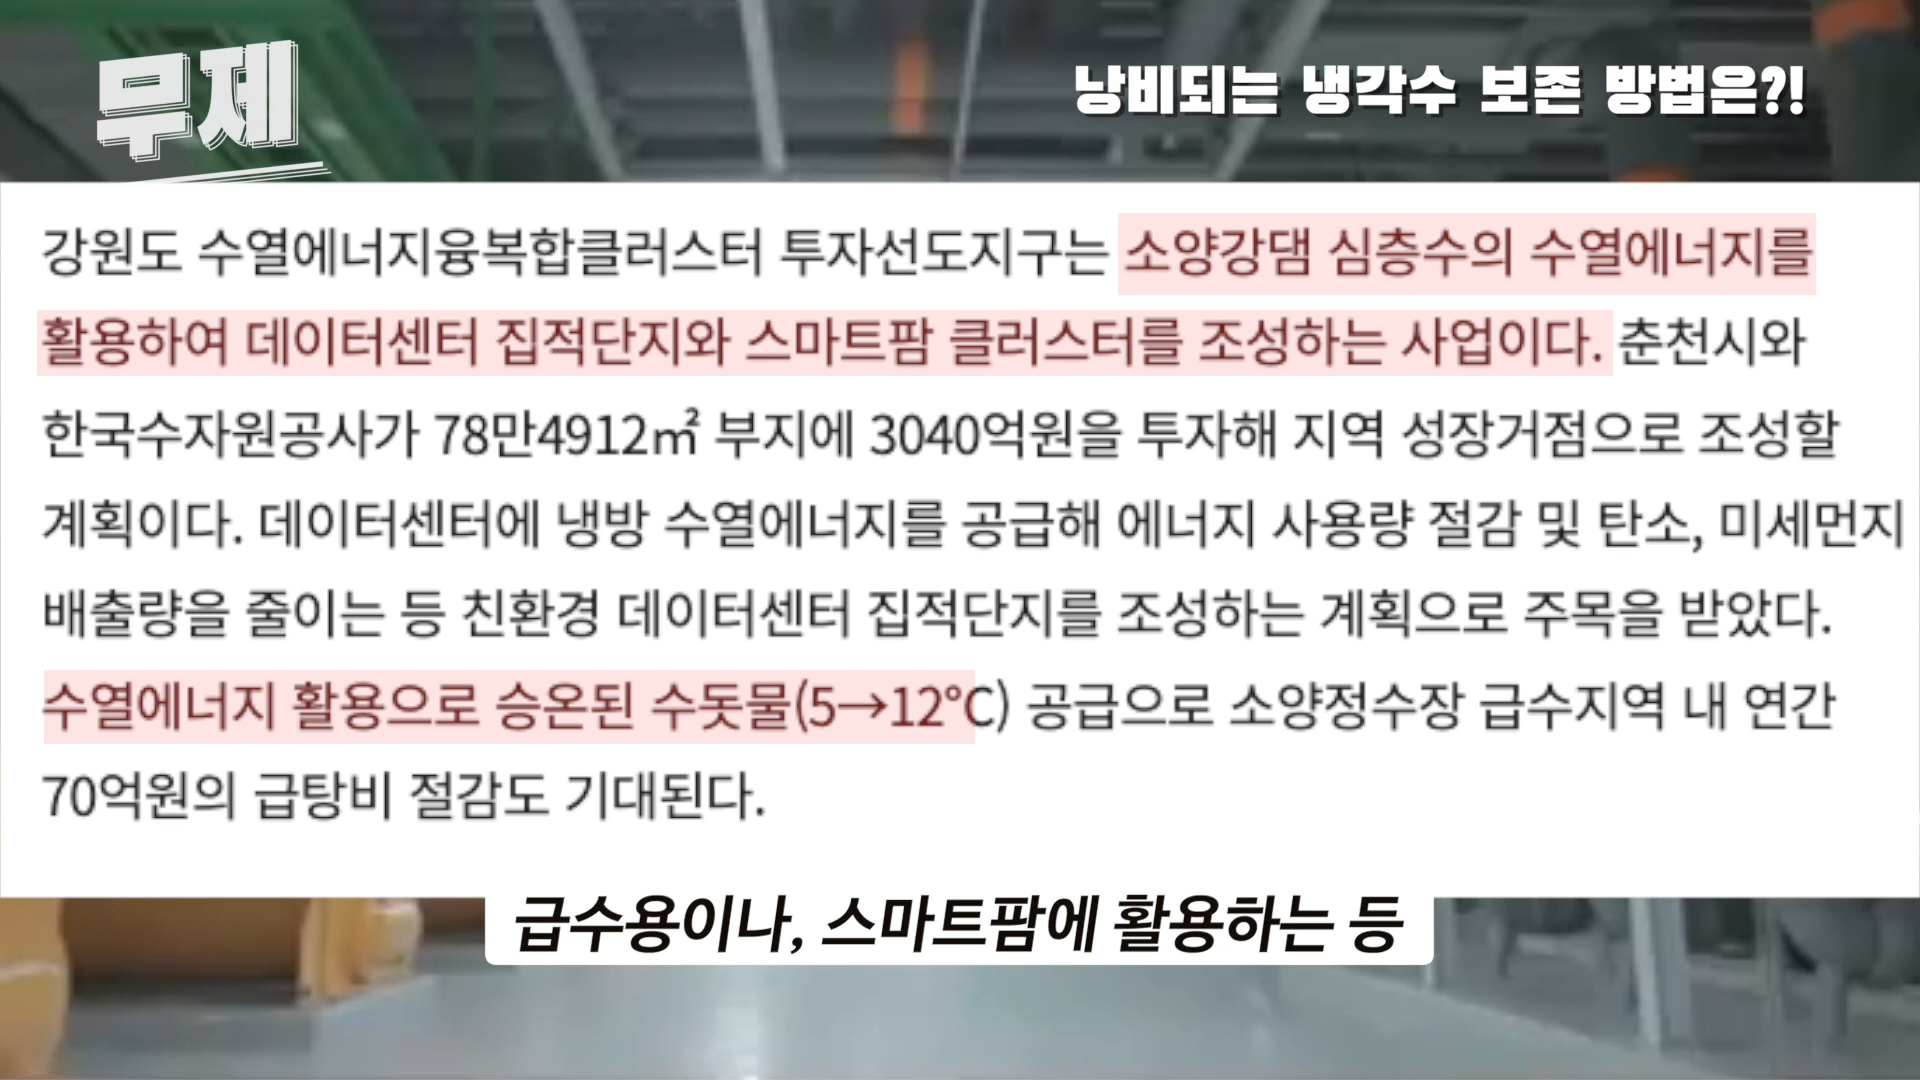 무제
낭비되는 냉각수 보존 방법은?!
강원도 수열에너지융복합클러스터 투자선도지구는 소양강댐 심층수의 수열에너지를
활용하여 데이터센터 집적단지와 스마트팜 클러스터를 조성하는 사업이다. 춘천시와
한국수자원공사가 78만4912㎡ 부지에 3040억원을 투자해 지역 성장거점으로 조성할
계획이다. 데이터센터에 냉방 수열에너지를 공급해 에너지 사용량 절감 및 탄소, 미세먼지
배출량을 줄이는 등 친환경 데이터센터 집적단지를 조성하는 계획으로 주목을 받았다.
수열에너지 활용으로 승온된 수돗물(5→12℃) 공급으로 소양정수장 급수지역 내 연간
70억원의 급탕비 절감도 기대된다.
급수용이나, 스마트팜에 활용하는 등